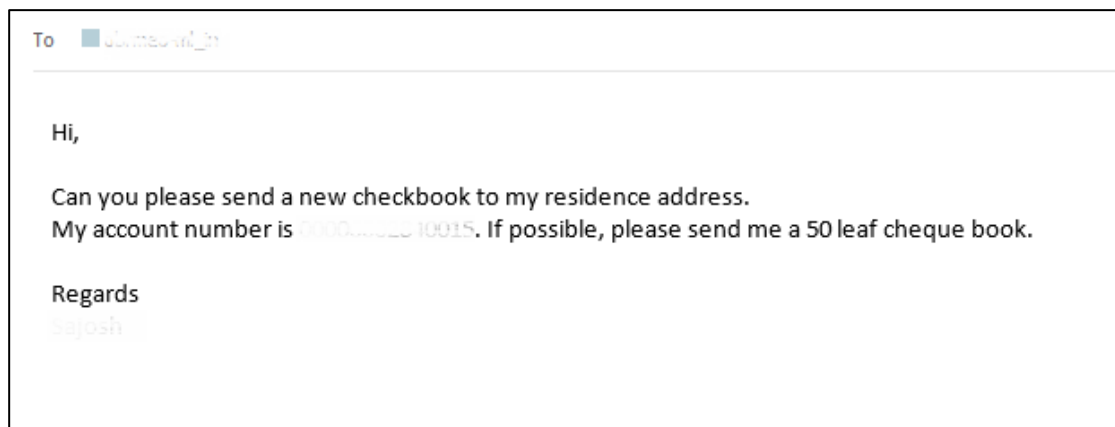 To
Hi,
Can you please send a new checkbook to my residence address.
My account number is . If possible, please send me a 50 leaf cheque book.
Regards